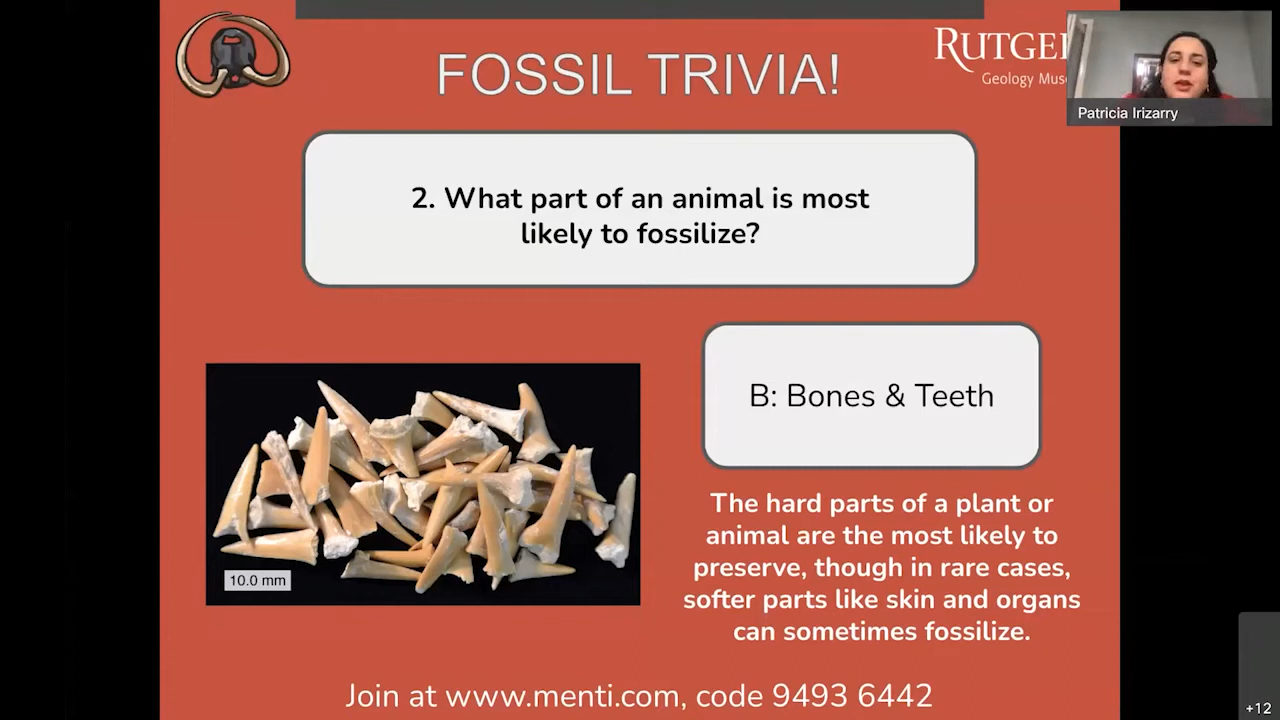 FOSSIL TRIVIA!
Geology
Patricia Irizarry
2. What part of an animal is most
likely to fossilize?
B: Bones & Teeth
The hard parts of a plant or
animal are the most likely to
preserve, though in rare cases,
softer parts like skin and organs
can sometimes fossilize.
10.0 mm
Join at www.menti.com, code 9493 6442
+12